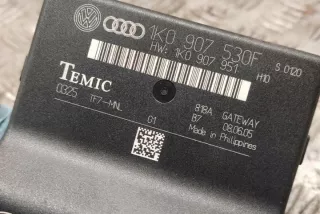 1K0 907 530F
HW: 1K0 907 951 H10 S.0120
TEMIC
0325 TF7-MNL 818A GATEWAY
G1 B7 08.06.05
Made in Philippines